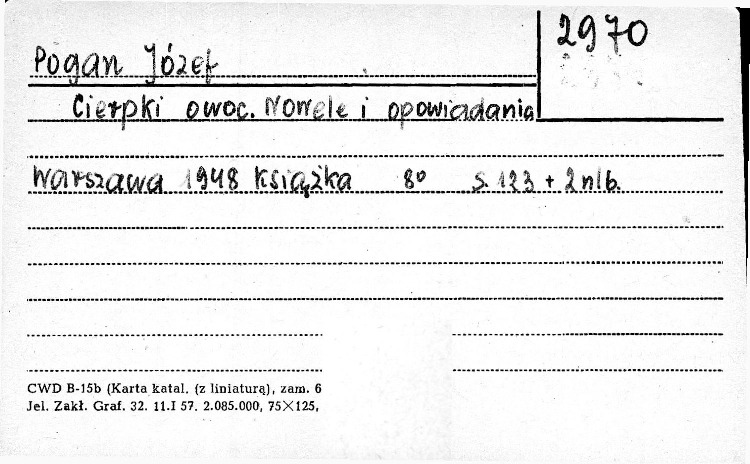 2970
Pogan Józef
Cierpki owoc. Nowele i opowiadania
Warszawa 1948 Książka 8° s. 123 + 2 nlb.
CWD B-15b (Karta katal. (z liniaturą), zam. 6
Jel. Zakł. Graf. 32. 11.I 57. 2.085.000, 75×125,